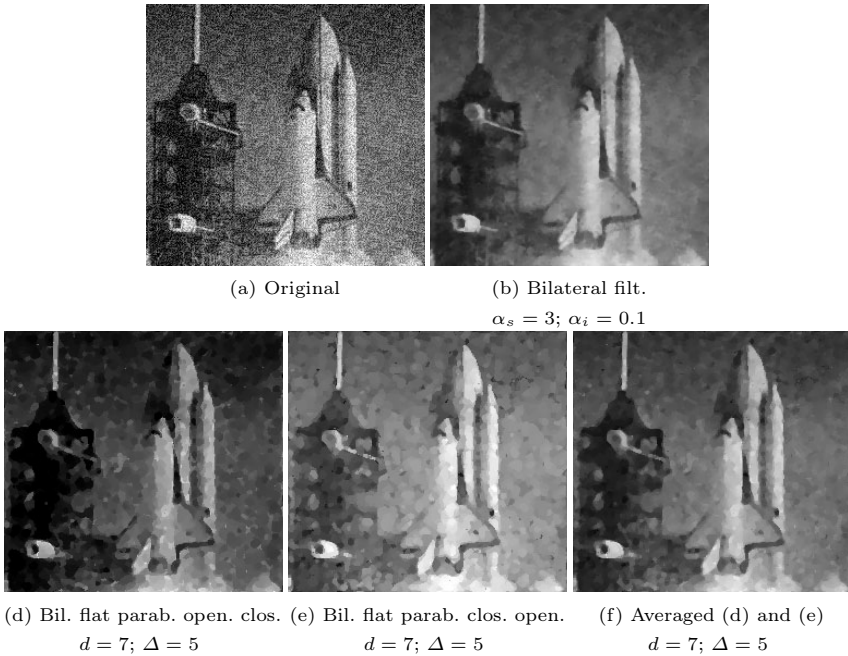 (a) Original
(b) Bilateral filt.
αs = 3; αi = 0.1
(d) Bil. flat parab. open. clos.
(e) Bil. flat parab. clos. open.
(f) Averaged (d) and (e)
d = 7; Δ = 5
d = 7; Δ = 5
d = 7; Δ = 5